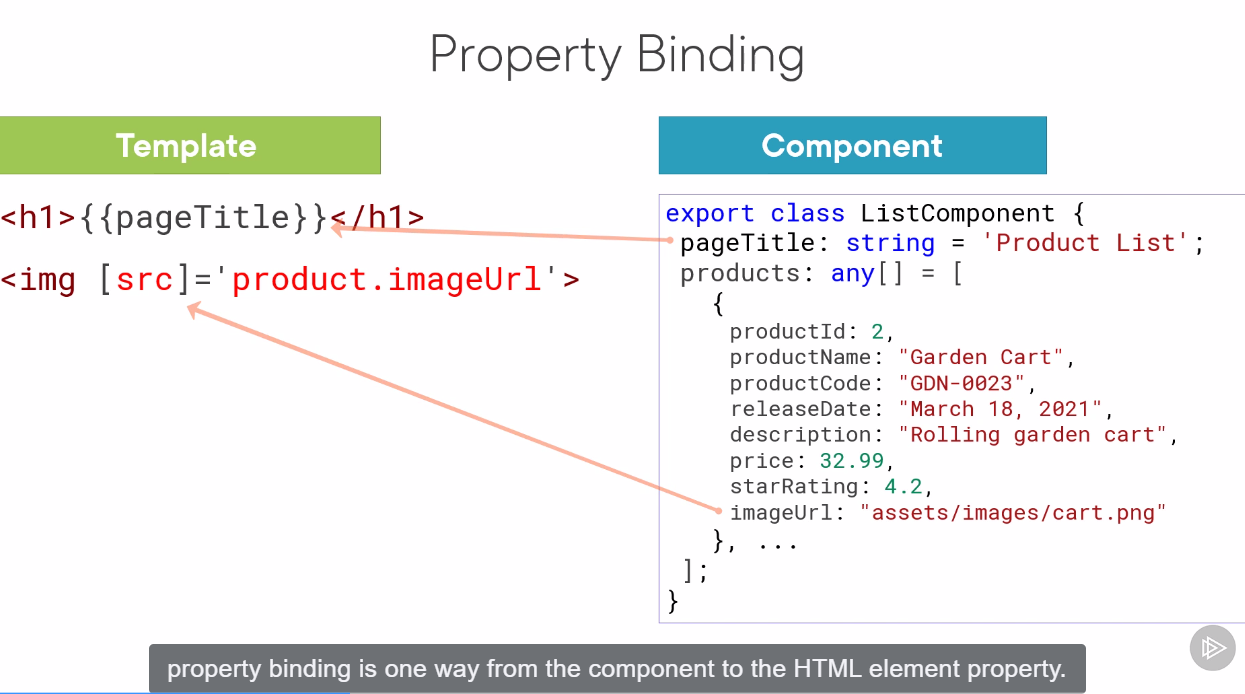 Property Binding
Template
Component
<h1>{{pageTitle}}</h1>
<img [src]='product.imageUrl'>
export class ListComponent {
pageTitle: string = 'Product List';
products: any[] = [
{
productId: 2,
productName: "Garden Cart",
productCode: "GDN-0023",
releaseDate: "March 18, 2021",
description: "Rolling garden cart",
price: 32.99,
starRating: 4.2,
imageUrl: "assets/images/cart.png"
}, ...
];
}
property binding is one way from the component to the HTML element property.